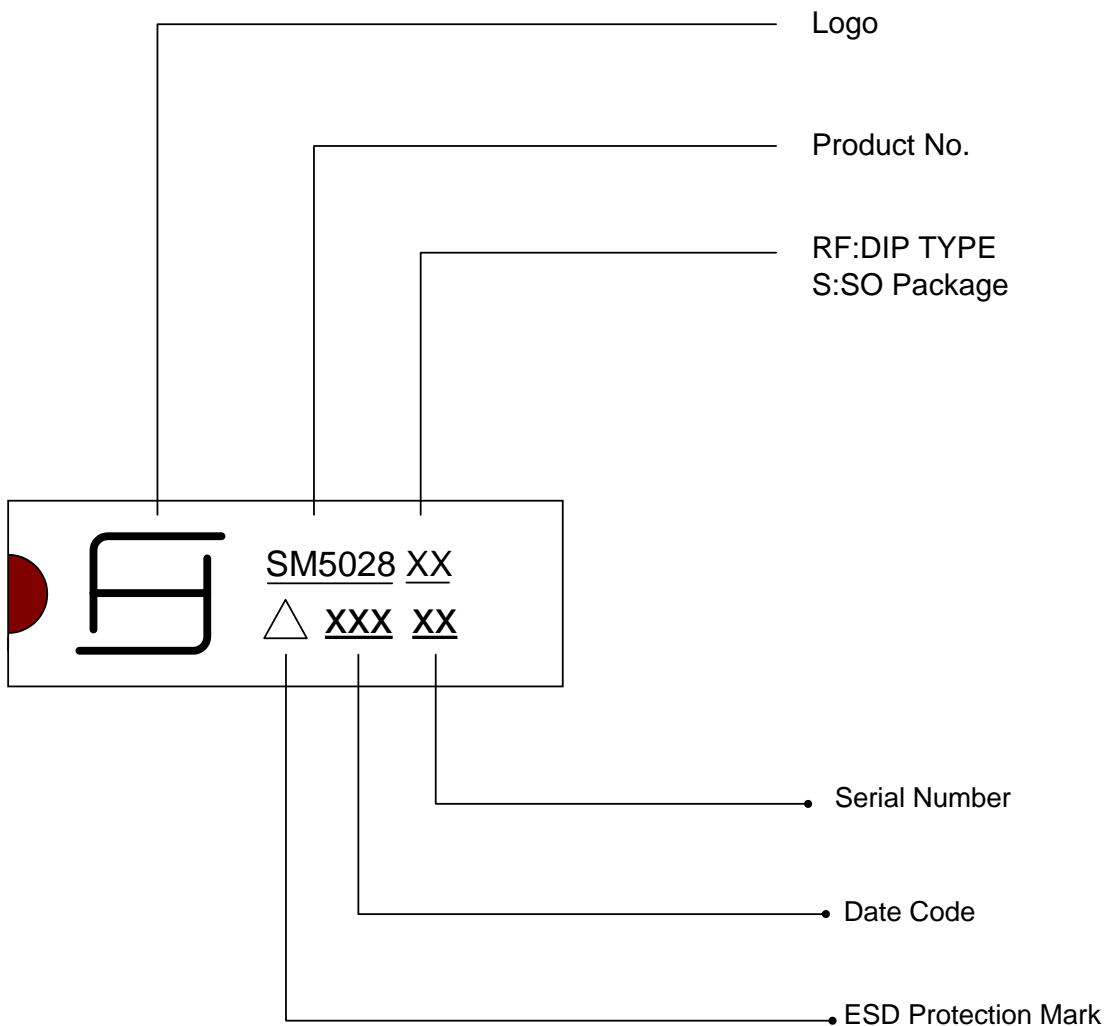 Logo
Product No.
RF:DIP TYPE
S:SO Package
SM5028 XX
XXX XX
Serial Number
Date Code
ESD Protection Mark